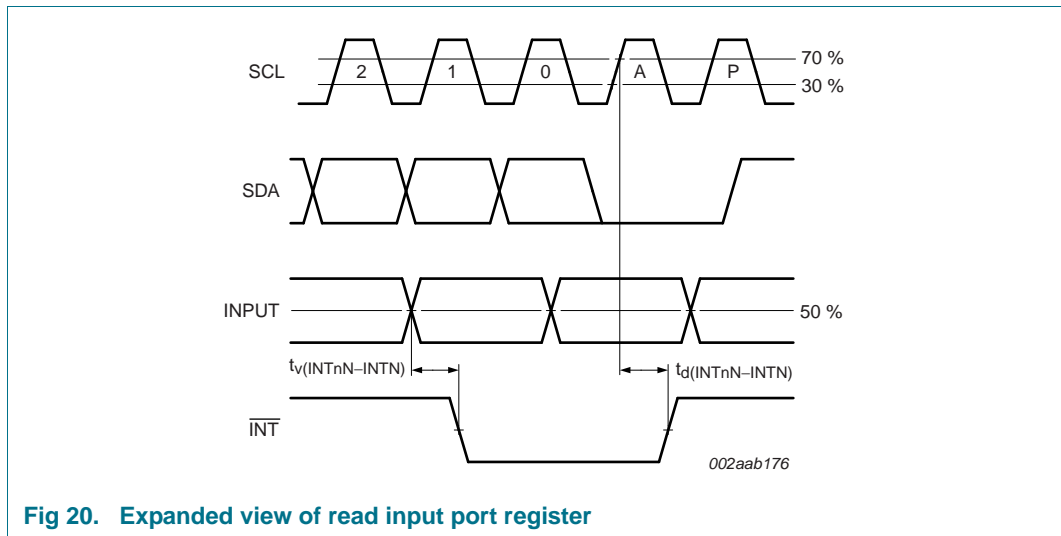 SCL
2 1 0 A P
70 %
30 %
SDA
INPUT
50 %
tv(INTnN–INTN)
td(INTnN–INTN)
INT
002aab176
Fig 20. Expanded view of read input port register